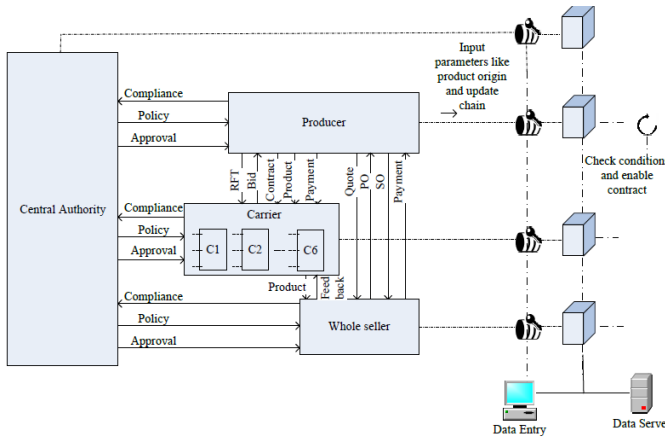 Input
parameters like
product origin
and update
chain
Compliance
Policy
Approval
Producer
Check condition
and enable
contract
RFT
Bid
Contract
Product
Payment
Quote
PO
SO
Payment
Central Authority
Compliance
Policy
Approval
Carrier
C1
C2
C6
Product
Feed
back
Compliance
Policy
Approval
Whole seller
Data Entry
Data Serve